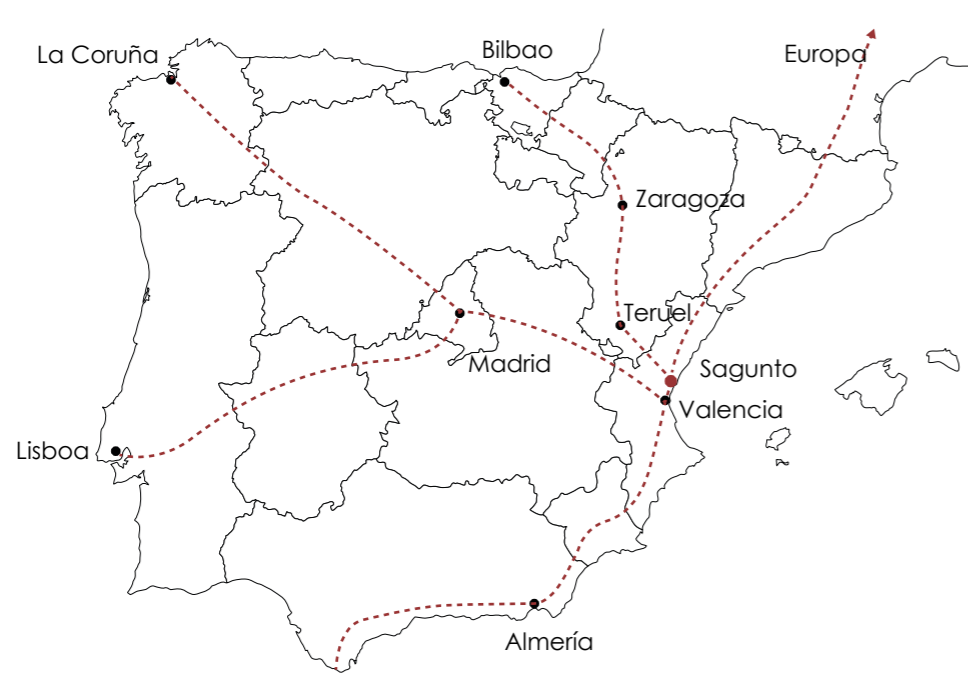 La Coruña
Bilbao
Europa
Zaragoza
Teruel
Madrid
Sagunto
Valencia
Lisboa
Almería